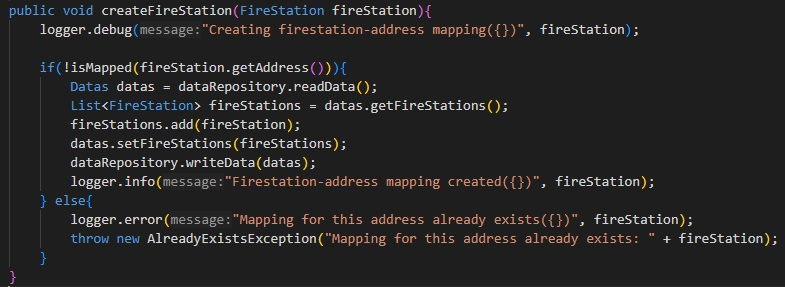 public void createFireStation(FireStation fireStation){
logger.debug(message:"Creating firestation-address mapping({})", fireStation);
if(!isMapped(fireStation.getAddress())){
Datas datas = dataRepository.readData();
List<FireStation> fireStations = datas.getFireStations();
fireStations.add(fireStation);
datas.setFireStations(fireStations);
dataRepository.writeData(datas);
logger.info(message:"Firestation-address mapping created({})", fireStation);
} else{
logger.error(message:"Mapping for this address already exists({})", fireStation);
throw new AlreadyExistsException("Mapping for this address already exists: " + fireStation);
}
}